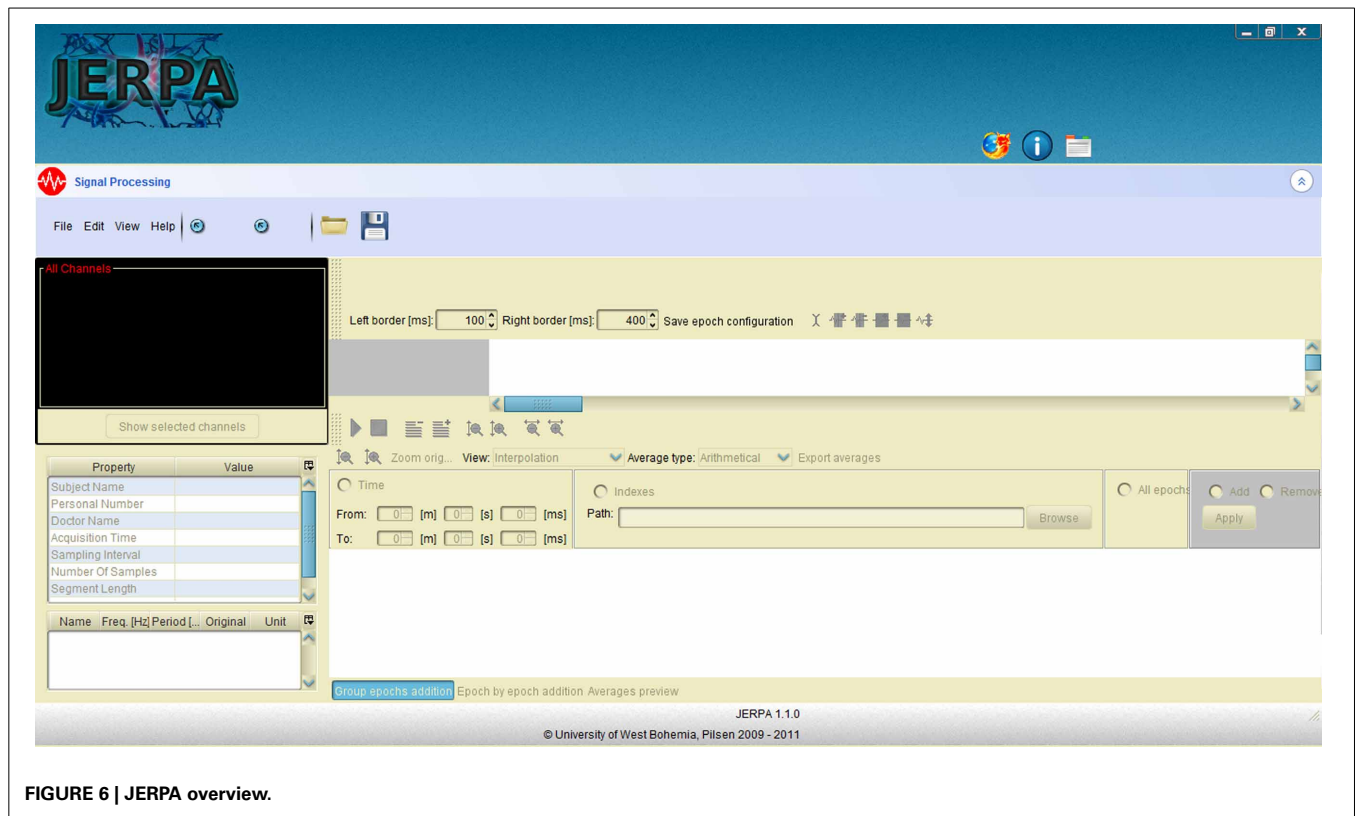 JERPA
Signal Processing
File Edit View Help
All Channels
Left border [ms]: 100 Right border [ms]: 400 Save epoch configuration
Show selected channels
Zoom orig... View: Interpolation Average type: Arithmetical Export averages
Property Value
Subject Name
Personal Number
Doctor Name
Acquisition Time
Sampling Interval
Number Of Samples
Segment Length
Time
From: 0 [m] 0 [s] 0 [ms]
To: 0 [m] 0 [s] 0 [ms]
Indexes
Path: Browse
All epochs
Add Remove
Apply
Name Freq. [Hz] Period [... Original Unit
Group epochs addition Epoch by epoch addition Averages preview
JERPA 1.1.0
© University of West Bohemia, Pilsen 2009 - 2011
FIGURE 6 | JERPA overview.